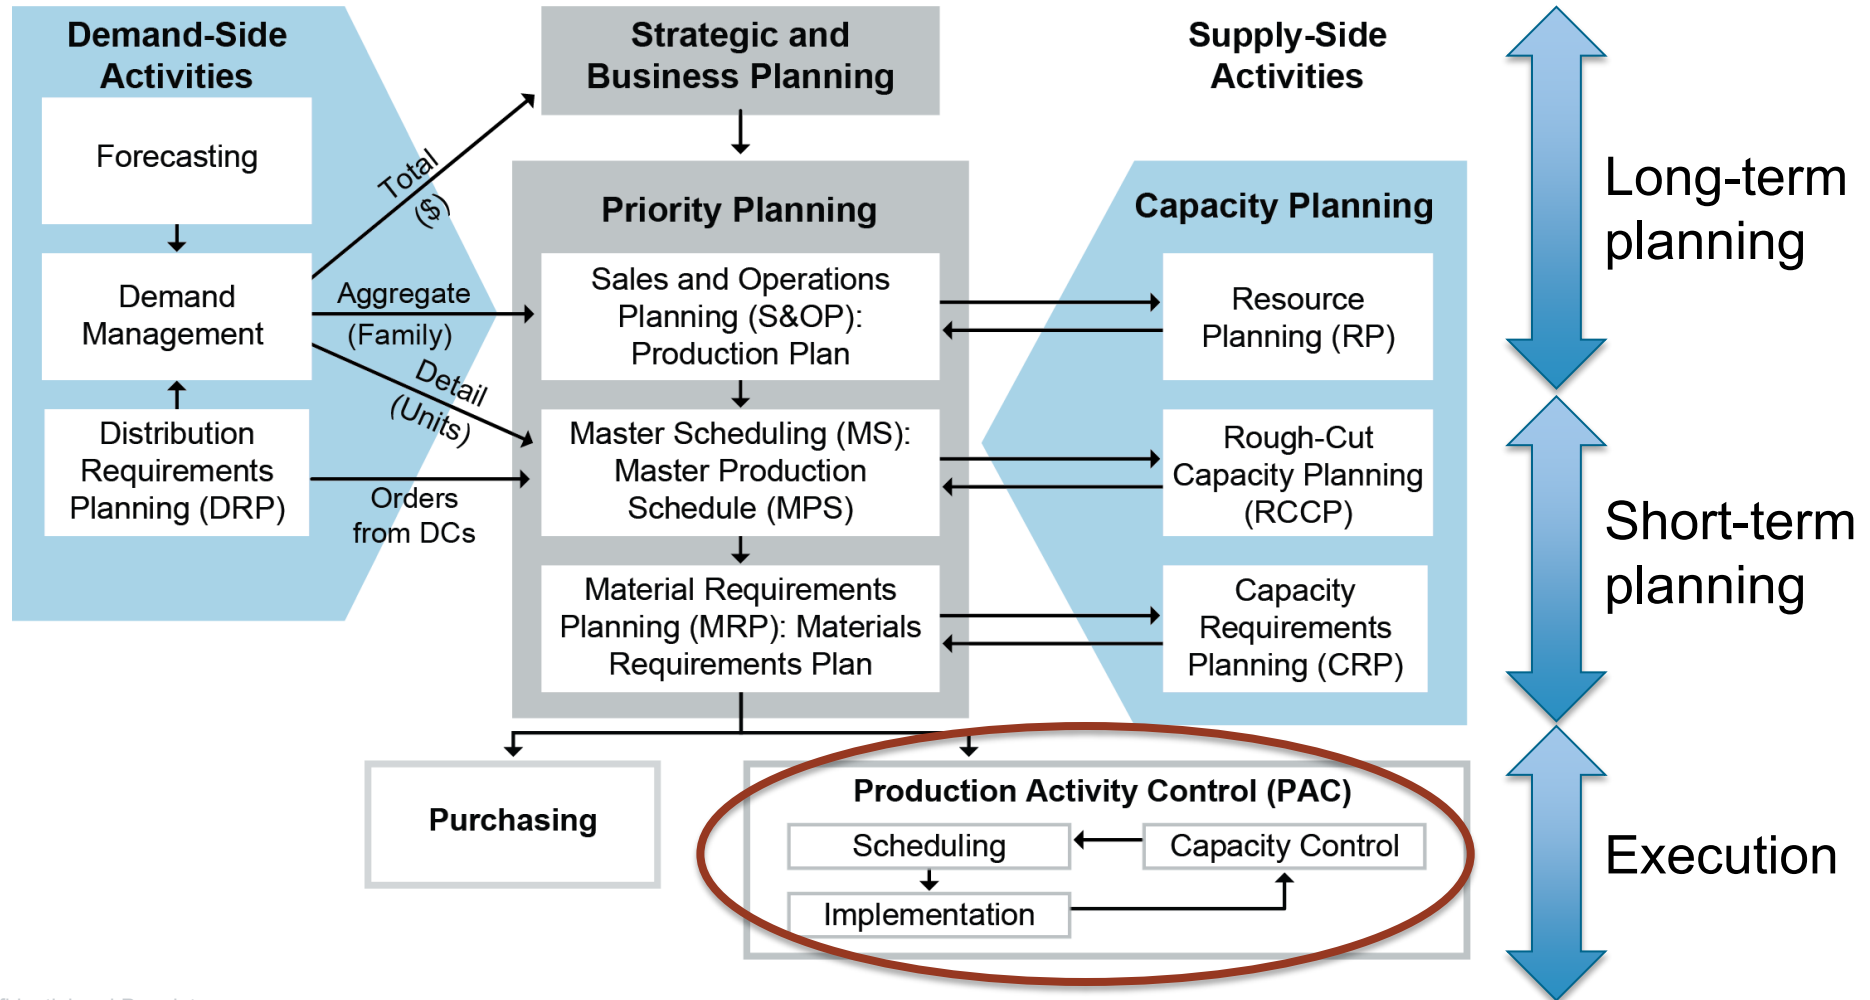 Demand-Side
Activities
Forecasting
Demand
Management
Distribution
Requirements
Planning (DRP)
Total
($)
Aggregate
(Family)
Detail
(Units)
Orders
from DCs
Strategic and
Business Planning
Priority Planning
Sales and Operations
Planning (S&OP):
Production Plan
Master Scheduling (MS):
Master Production
Schedule (MPS)
Material Requirements
Planning (MRP): Materials
Requirements Plan
Supply-Side
Activities
Capacity Planning
Resource
Planning (RP)
Rough-Cut
Capacity Planning
(RCCP)
Capacity
Requirements
Planning (CRP)
Purchasing
Production Activity Control (PAC)
Scheduling
Capacity Control
Implementation
Long-term
planning
Short-term
planning
Execution